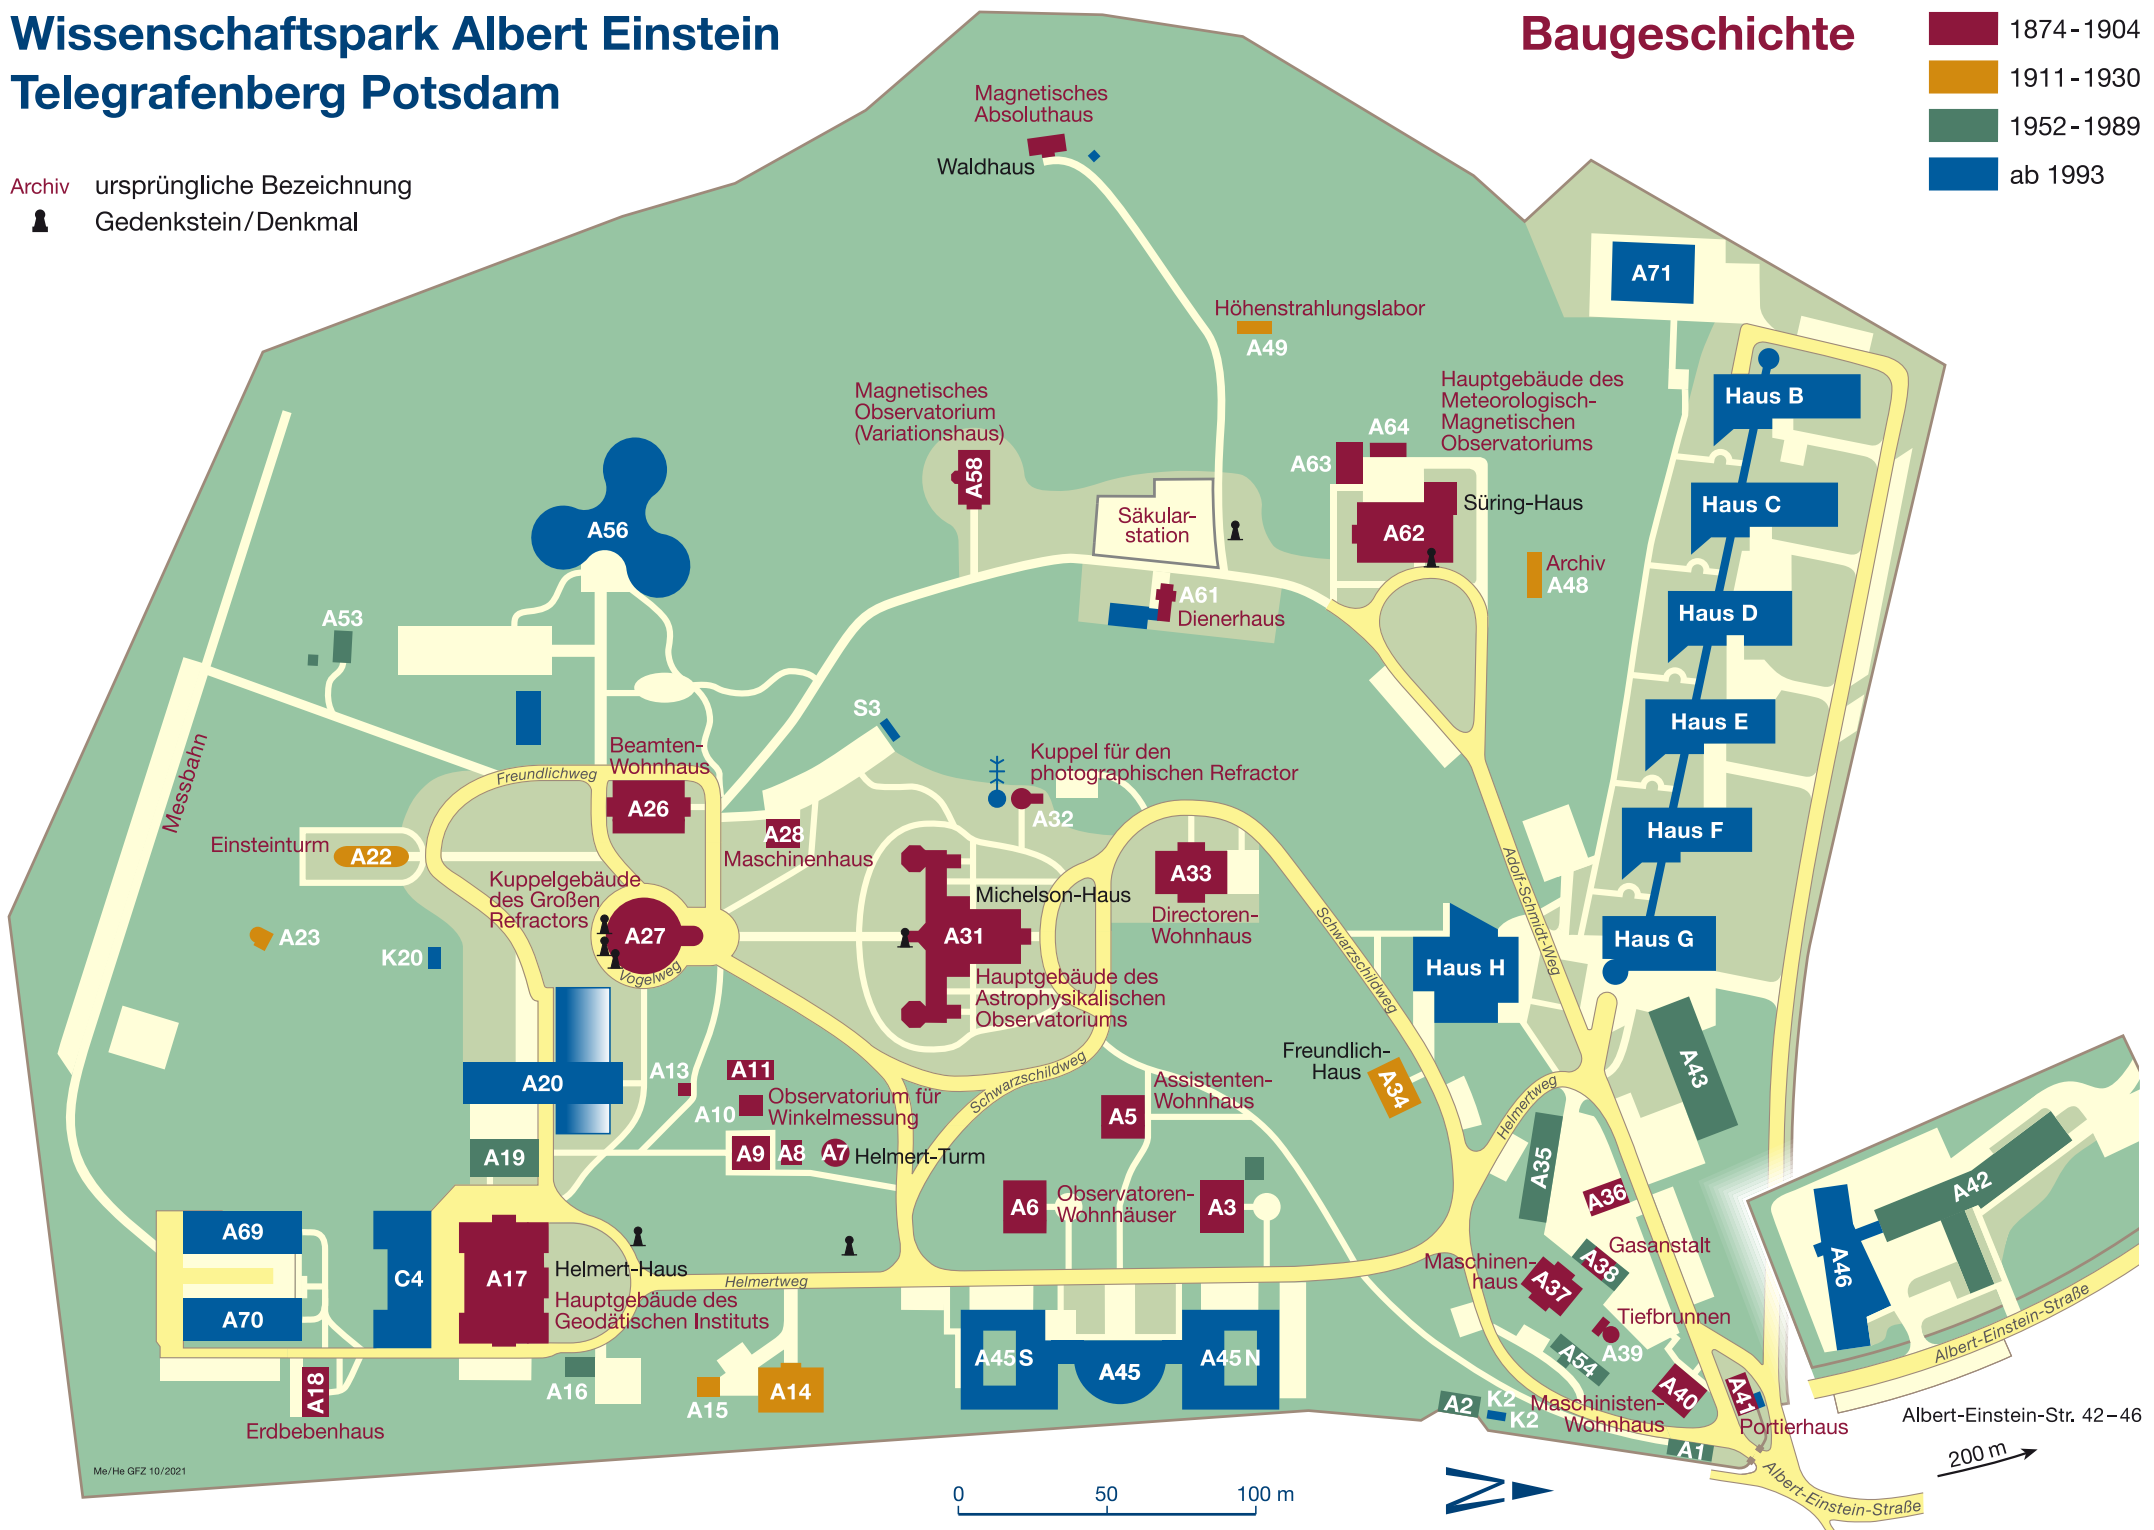 Wissenschaftspark Albert Einstein
Telegrafenberg Potsdam
Archiv ursprüngliche Bezeichnung
Gedenkstein/Denkmal
Baugeschichte
1874-1904
1911-1930
1952-1989
ab 1993
Magnetisches
Absoluthaus
Waldhaus
A71
Höhenstrahlungslabor
A49
Magnetisches
Observatorium
(Variationshaus)
A58
Hauptgebäude des
Meteorologisch-
Magnetischen
Observatoriums
A64
A63
Süring-Haus
A62
Säkular-
station
Archiv
A48
A61
Dienerhaus
Haus B
Haus C
Haus D
Haus E
Haus F
Haus G
Haus H
A56
A53
Messbahn
S3
Beamten-
Wohnhaus
Freundlichweg
A26
A28
Maschinenhaus
Kuppel für den
photographischen Refractor
A32
Einsteinturm
A22
A23
K20
Kuppelgebäude
des Großen
Refractors
A27
Vogelweg
Michelson-Haus
A31
Hauptgebäude des
Astrophysikalischen
Observatoriums
A33
Directoren-
Wohnhaus
Schwarzschildweg
Adolf-Schmidt-Weg
Schwarzschildweg
Freundlich-
Haus
A34
A43
Helmertweg
A35
A36
A20
A19
A13
A11
A10
Observatorium für
Winkelmessung
A9
A8
A7
Helmert-Turm
Assistenten-
Wohnhaus
A5
A6
Observatoren-
Wohnhäuser
A3
A69
A70
C4
A17
Helmert-Haus
Hauptgebäude des
Geodätischen Instituts
Helmertweg
A18
Erdbebenhaus
A16
A15
A14
A45 S
A45
A45 N
Gasanstalt
A38
Maschinen-
haus
A37
Tiefbrunnen
A39
A54
A40
A41
Maschinisten-
Wohnhaus
Portierhaus
A2
K2
K2
A1
A42
A46
Albert-Einstein-Straße
Albert-Einstein-Str. 42-46
200 m
Albert-Einstein-Straße
Me/He GFZ 10/2021
0 50 100 m
N